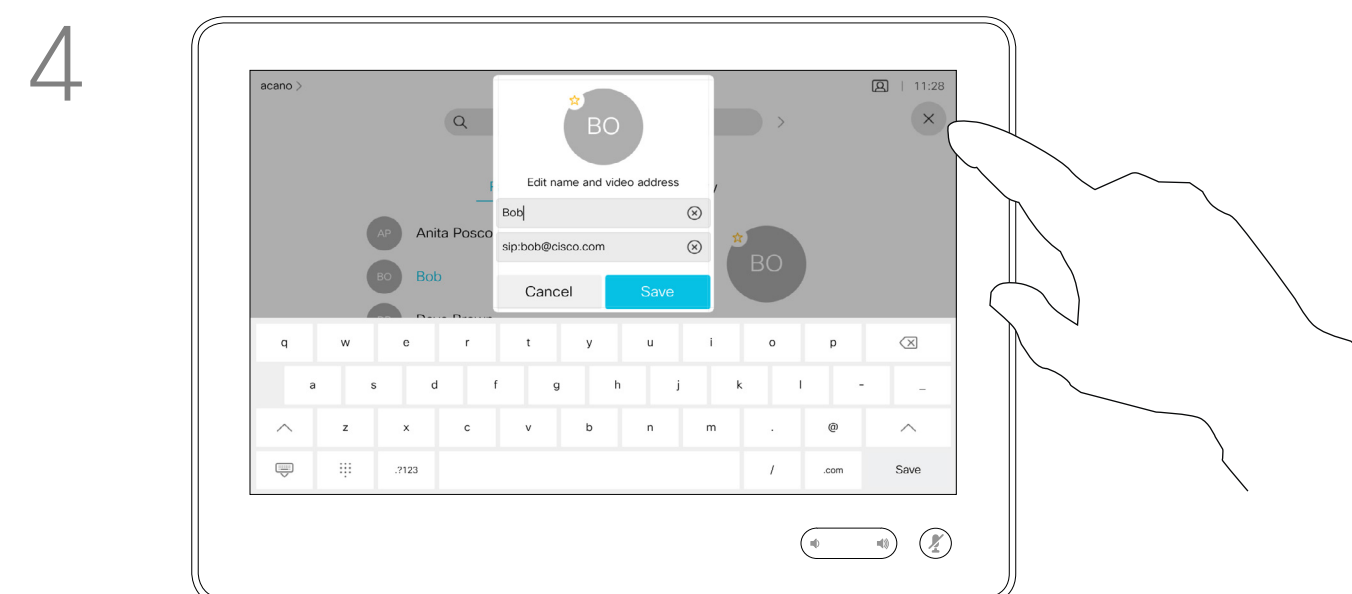 4
acano >
11:28
BO
Edit name and video address
Bob
sip:bob@cisco.com
Cancel Save
AP Anita Posco
BO Bob
BO
q w e r t y u i o p
a s d f g h j k l - _
z x c v b n m . @
.?123 / .com Save